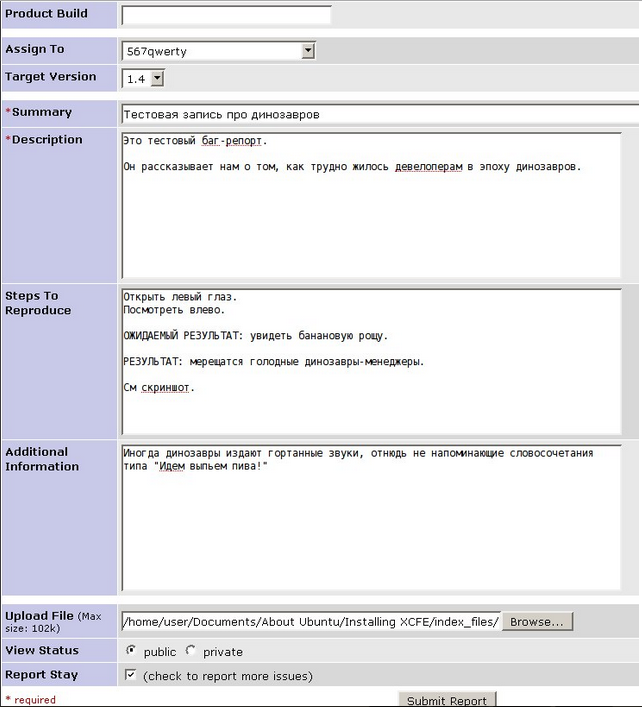 Product Build
Assign To
567qwerty
Target Version
1.4
*Summary
Тестовая запись про динозавров
*Description
Это тестовый баг-репорт.
Он рассказывает нам о том, как трудно жилось девелоперам в эпоху динозавров.
Steps To
Reproduce
Открыть левый глаз.
Посмотреть влево.
ОЖИДАЕМЫЙ РЕЗУЛЬТАТ: увидеть банановую рощу.
РЕЗУЛЬТАТ: мерещатся голодные динозавры-менеджеры.
См скриншот.
Additional
Information
Иногда динозавры издают гортанные звуки, отнюдь не напоминающие словосочетания
типа "Идем выпьем пива!"
Upload File (Max
size: 102k)
/home/user/Documents/About Ubuntu/Installing XCFE/index_files/
Browse...
View Status
public
private
Report Stay
(check to report more issues)
* required
Submit Report